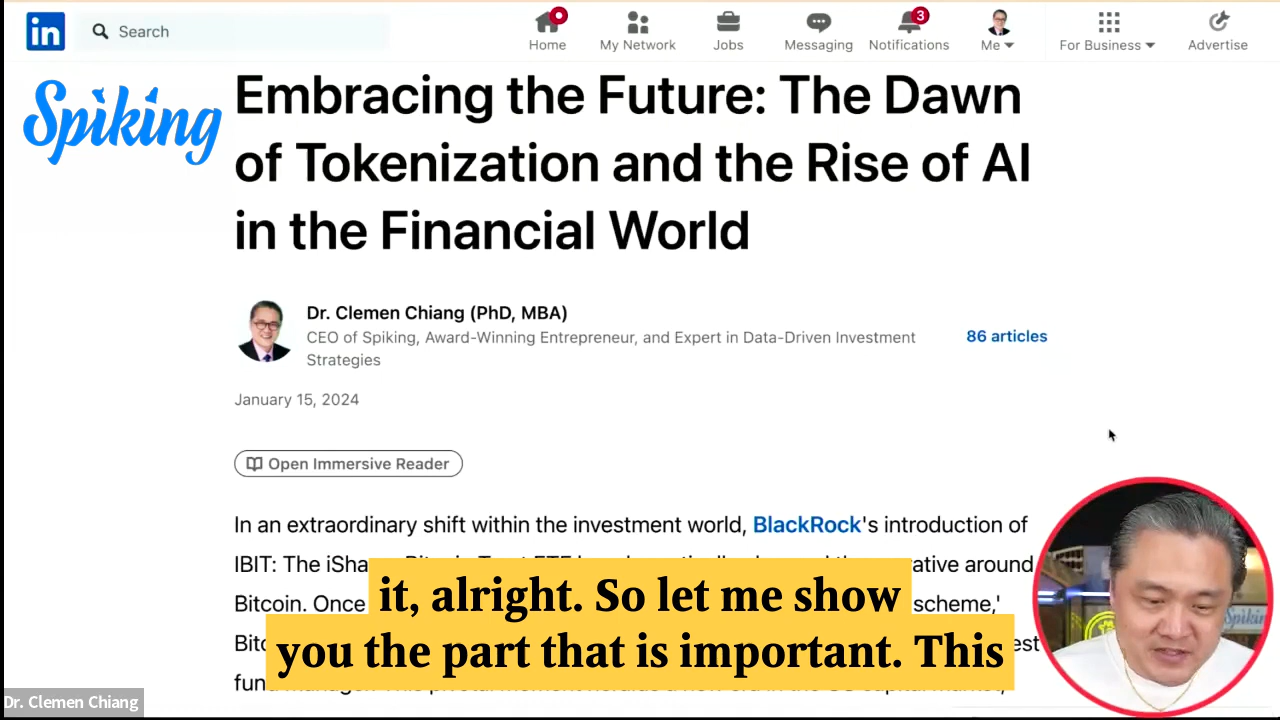 in
Search
3
Home
My Network
Jobs
Messaging
Notifications
Me
For Business
Advertise
Spiking
Embracing the Future: The Dawn
of Tokenization and the Rise of AI
in the Financial World
Dr. Clemen Chiang (PhD, MBA)
CEO of Spiking, Award-Winning Entrepreneur, and Expert in Data-Driven Investment
Strategies
86 articles
January 15, 2024
Open Immersive Reader
In an extraordinary shift within the investment world, BlackRock's introduction of
IBIT: The
around
Bitcoin. Once
scheme,'
it, alright. So let me show
you the part that is important. This
Spiking
Dr. Clemen Chiang